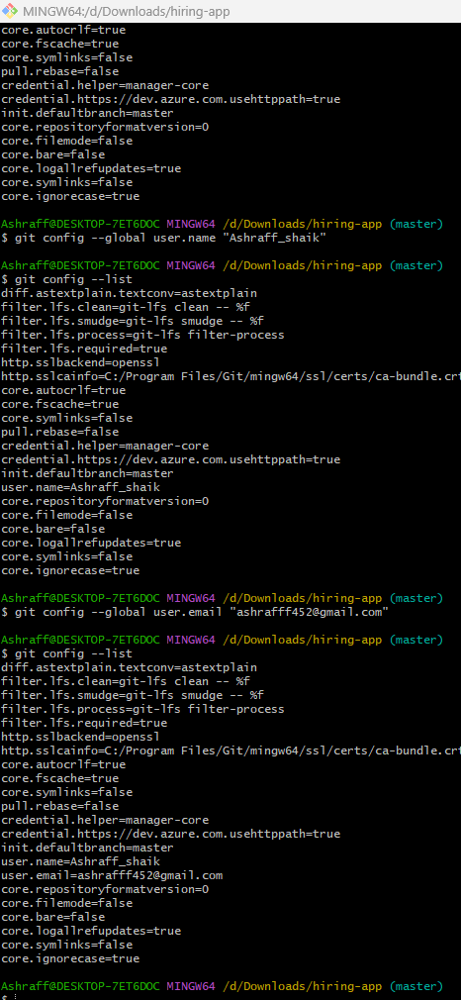 MINGW64:/d/Downloads/hiring-app
core.autocrlf=true
core.fscache=true
core.symlinks=false
pull.rebase=false
credential.helper=manager-core
credential.https://dev.azure.com.usehttppath=true
init.defaultbranch=master
core.repositoryformatversion=0
core.filemode=false
core.bare=false
core.logallrefupdates=true
core.symlinks=false
core.ignorecase=true
Ashraff@DESKTOP-7ET6DOC MINGW64 /d/Downloads/hiring-app (master)
$ git config --global user.name "Ashraff_shaik"
Ashraff@DESKTOP-7ET6DOC MINGW64 /d/Downloads/hiring-app (master)
$ git config --list
diff.astextplain.textconv=astextplain
filter.lfs.clean=git-lfs clean -- %f
filter.lfs.smudge=git-lfs smudge -- %f
filter.lfs.process=git-lfs filter-process
filter.lfs.required=true
http.sslbackend=openssl
http.sslcainfo=C:/Program Files/Git/mingw64/ssl/certs/ca-bundle.crt
core.autocrlf=true
core.fscache=true
core.symlinks=false
pull.rebase=false
credential.helper=manager-core
credential.https://dev.azure.com.usehttppath=true
init.defaultbranch=master
user.name=Ashraff_shaik
core.repositoryformatversion=0
core.filemode=false
core.bare=false
core.logallrefupdates=true
core.symlinks=false
core.ignorecase=true
Ashraff@DESKTOP-7ET6DOC MINGW64 /d/Downloads/hiring-app (master)
$ git config --global user.email "ashrafff452@gmail.com"
Ashraff@DESKTOP-7ET6DOC MINGW64 /d/Downloads/hiring-app (master)
$ git config --list
diff.astextplain.textconv=astextplain
filter.lfs.clean=git-lfs clean -- %f
filter.lfs.smudge=git-lfs smudge -- %f
filter.lfs.process=git-lfs filter-process
filter.lfs.required=true
http.sslbackend=openssl
http.sslcainfo=C:/Program Files/Git/mingw64/ssl/certs/ca-bundle.crt
core.autocrlf=true
core.fscache=true
core.symlinks=false
pull.rebase=false
credential.helper=manager-core
credential.https://dev.azure.com.usehttppath=true
init.defaultbranch=master
user.name=Ashraff_shaik
user.email=ashrafff452@gmail.com
core.repositoryformatversion=0
core.filemode=false
core.bare=false
core.logallrefupdates=true
core.symlinks=false
core.ignorecase=true
Ashraff@DESKTOP-7ET6DOC MINGW64 /d/Downloads/hiring-app (master)
$